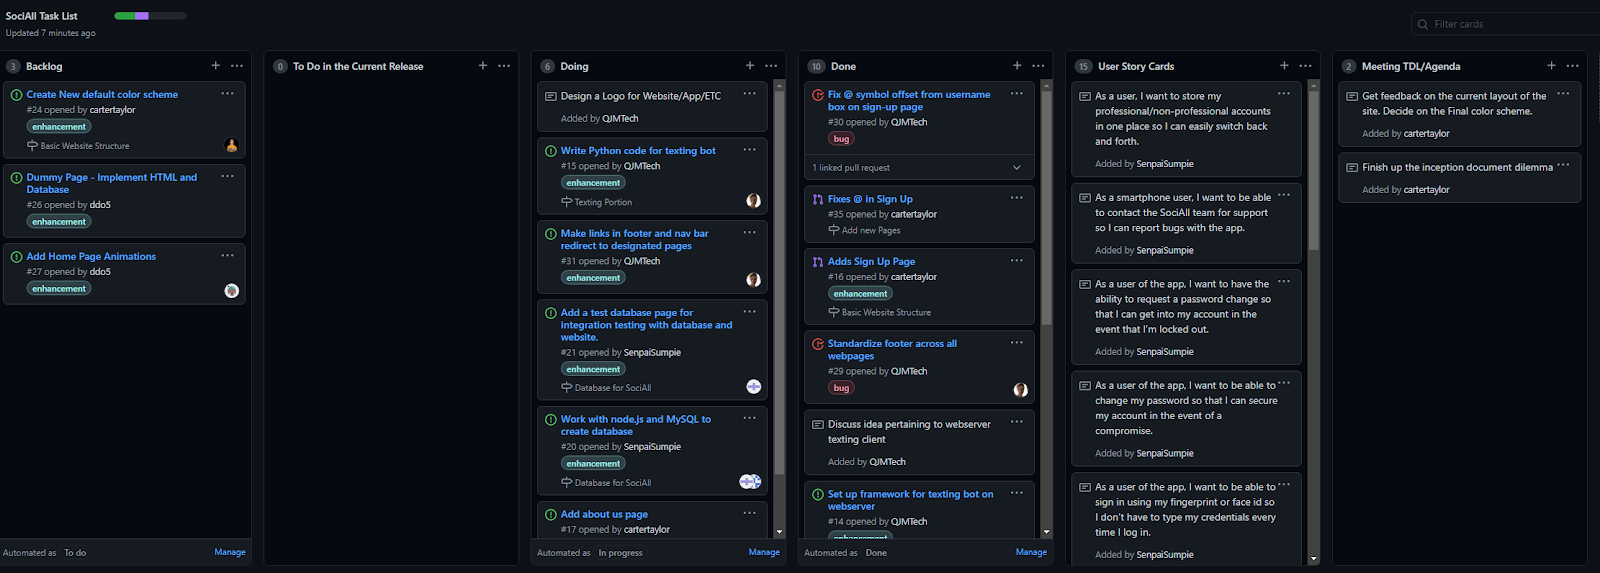 SociAll Task List
Updated 7 minutes ago
Filter cards
3 Backlog
Create New default color scheme
#24 opened by cartertaylor
enhancement
Basic Website Structure
Dummy Page - Implement HTML and
Database
#26 opened by ddo5
enhancement
Add Home Page Animations
#27 opened by ddo5
enhancement
Automated as To do
Manage
0 To Do in the Current Release
6 Doing
Design a Logo for Website/App/ETC
Added by QJMTech
Write Python code for texting bot
#15 opened by QJMTech
enhancement
Texting Portion
Make links in footer and nav bar
redirect to designated pages
#31 opened by QJMTech
enhancement
Add a test database page for
integration testing with database and
website.
#21 opened by SenpaiSumpie
enhancement
Database for SociAll
Work with node.js and MySQL to
create database
#20 opened by SenpaiSumpie
enhancement
Database for SociAll
Add about us page
#17 opened by cartertaylor
Automated as In progress
Manage
10 Done
Fix @ symbol offset from username
box on sign-up page
#30 opened by QJMTech
bug
1 linked pull request
Fixes @ in Sign Up
#35 opened by cartertaylor
Add new Pages
Adds Sign Up Page
#16 opened by cartertaylor
enhancement
Basic Website Structure
Standardize footer across all
webpages
#29 opened by QJMTech
bug
Discuss idea pertaining to webserver
texting client
Added by QJMTech
Set up framework for texting bot on
webserver
#14 opened by QJMTech
enhancement
Automated as Done
Manage
15 User Story Cards
As a user, I want to store my
professional/non-professional accounts
in one place so I can easily switch back
and forth.
Added by SenpaiSumpie
As a smartphone user, I want to be able
to contact the SociAll team for support
so I can report bugs with the app.
Added by SenpaiSumpie
As a user of the app, I want to have the
ability to request a password change so
that I can get into my account in the
event that I'm locked out.
Added by SenpaiSumpie
As a user of the app, I want to be able to
change my password so that I can secure
my account in the event of a
compromise.
Added by SenpaiSumpie
As a user of the app, I want to be able to
sign in using my fingerprint or face id so
I don't have to type my credentials every
time I log in.
Added by SenpaiSumpie
2 Meeting TDL/Agenda
Get feedback on the current layout of the
site. Decide on the Final color scheme.
Added by cartertaylor
Finish up the inception document dilemma
Added by cartertaylor